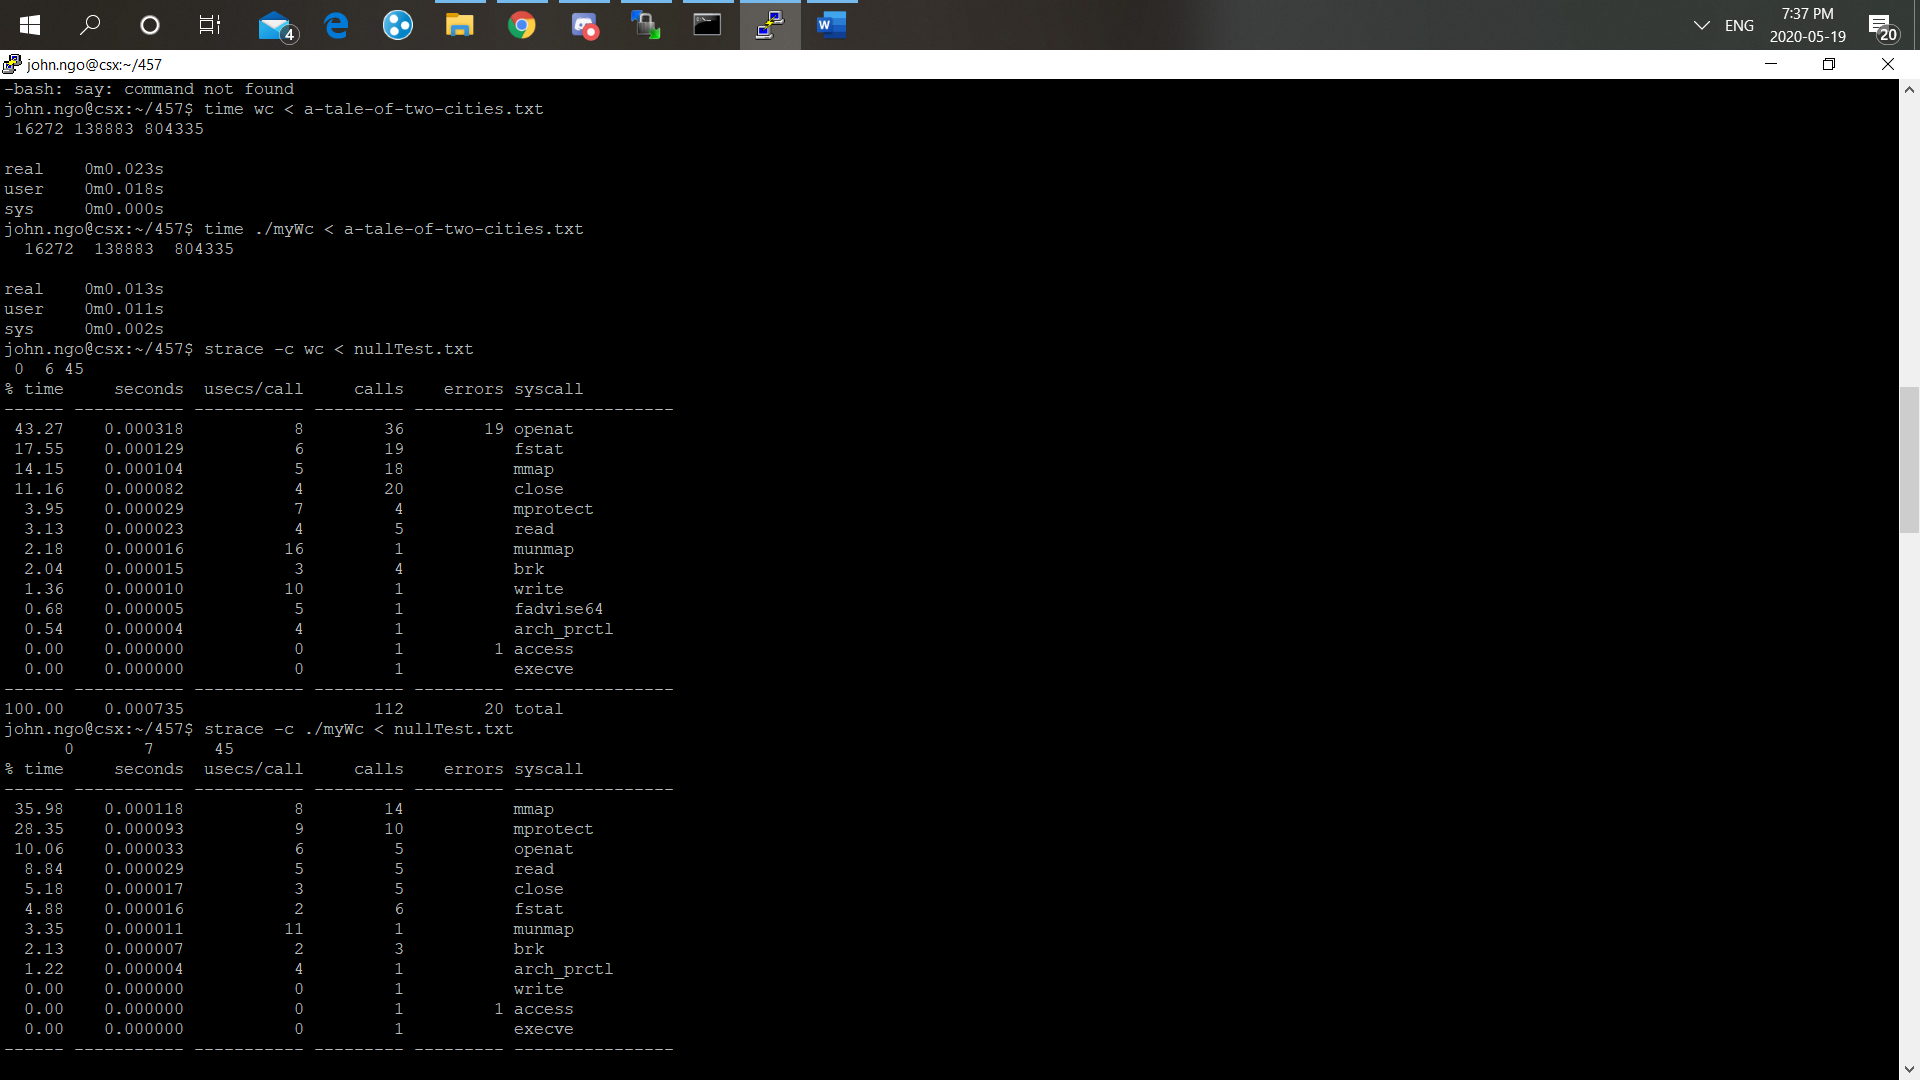 4
W
ENG
7:37 PM
2020-05-19
20
john.ngo@csx:~/457
-bash: say: command not found
john.ngo@csx:~/457$ time wc < a-tale-of-two-cities.txt
 16272 138883 804335

real    0m0.023s
user    0m0.018s
sys     0m0.000s
john.ngo@csx:~/457$ time ./myWc < a-tale-of-two-cities.txt
  16272  138883  804335

real    0m0.013s
user    0m0.011s
sys     0m0.002s
john.ngo@csx:~/457$ strace -c wc < nullTest.txt
 0  6 45
% time     seconds  usecs/call     calls    errors syscall
------ ----------- ----------- --------- --------- ----------------
 43.27    0.000318           8        36        19 openat
 17.55    0.000129           6        19           fstat
 14.15    0.000104           5        18           mmap
 11.16    0.000082           4        20           close
  3.95    0.000029           7         4           mprotect
  3.13    0.000023           4         5           read
  2.18    0.000016          16         1           munmap
  2.04    0.000015           3         4           brk
  1.36    0.000010          10         1           write
  0.68    0.000005           5         1           fadvise64
  0.54    0.000004           4         1           arch_prctl
  0.00    0.000000           0         1         1 access
  0.00    0.000000           0         1           execve
------ ----------- ----------- --------- --------- ----------------
100.00    0.000735                   112        20 total
john.ngo@csx:~/457$ strace -c ./myWc < nullTest.txt
      0       7      45
% time     seconds  usecs/call     calls    errors syscall
------ ----------- ----------- --------- --------- ----------------
 35.98    0.000118           8        14           mmap
 28.35    0.000093           9        10           mprotect
 10.06    0.000033           6         5           openat
  8.84    0.000029           5         5           read
  5.18    0.000017           3         5           close
  4.88    0.000016           2         6           fstat
  3.35    0.000011          11         1           munmap
  2.13    0.000007           2         3           brk
  1.22    0.000004           4         1           arch_prctl
  0.00    0.000000           0         1           write
  0.00    0.000000           0         1         1 access
  0.00    0.000000           0         1           execve
------ ----------- ----------- --------- --------- ----------------